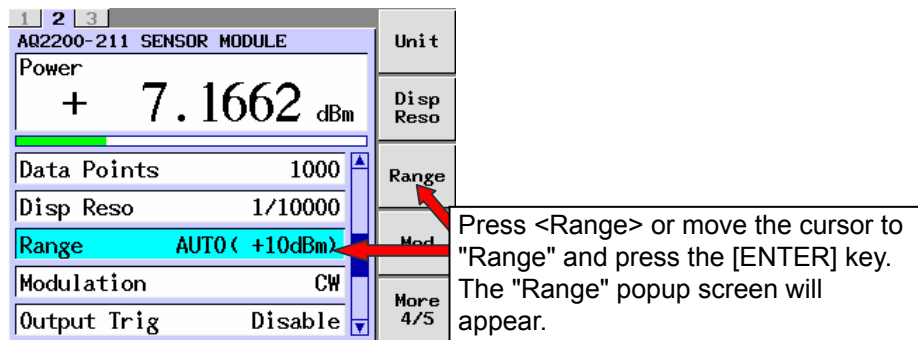 1 2 3
AQ2200-211 SENSOR MODULE
Power
+ 7.1662 dBm
Data Points 1000
Disp Reso 1/10000
Range AUTO( +10dBm)
Modulation CW
Output Trig Disable
Unit
Disp
Reso
Range
Mod
More
4/5
Press <Range> or move the cursor to
"Range" and press the [ENTER] key.
The "Range" popup screen will
appear.